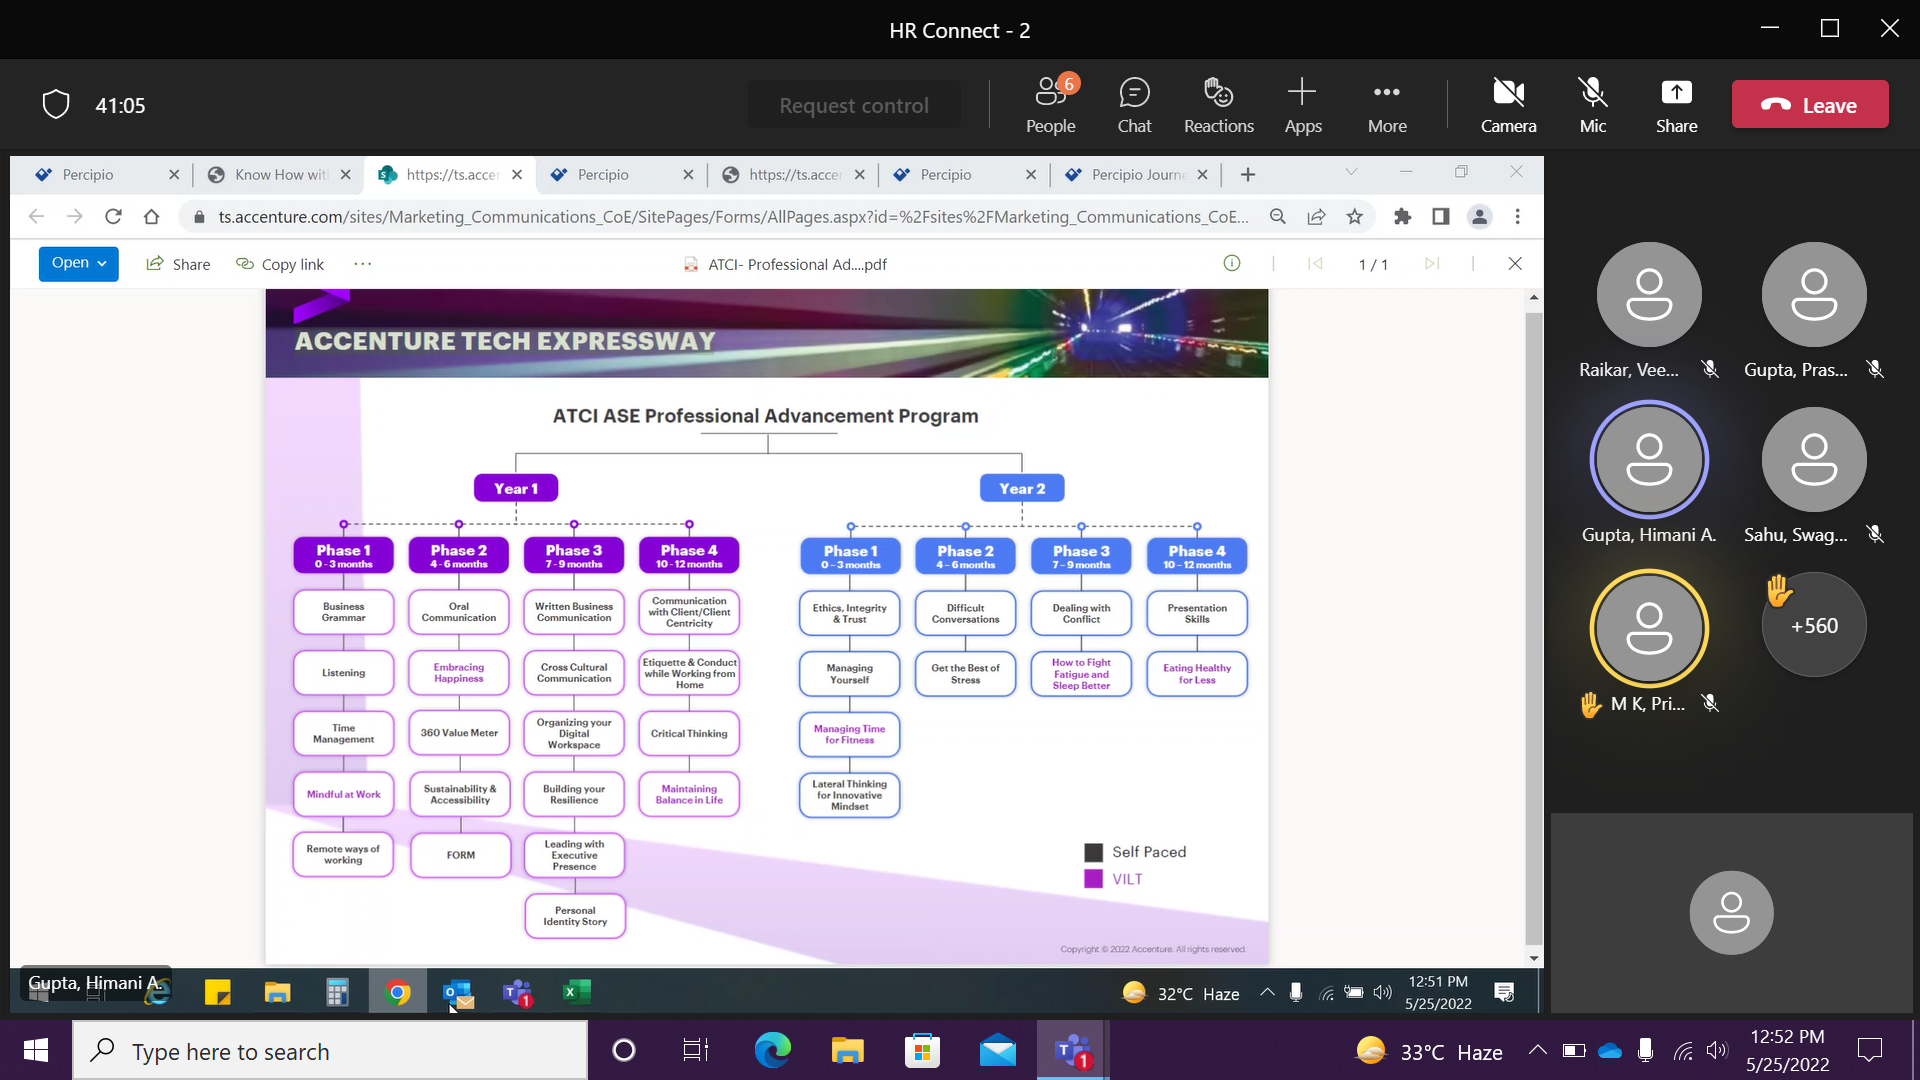 HR Connect - 2
41:05
Request control
6
People
Chat
Reactions
Apps
More
Camera
Mic
Share
Leave
Percipio
Know How wit
https://ts.accer
Percipio
https://ts.accer
Percipio
Percipio Journe
ts.accenture.com/sites/Marketing_Communications_CoE/SitePages/Forms/AllPages.aspx?id=%2Fsites%2FMarketing_Communications_CoE...
Open
Share
Copy link
...
ATCI- Professional Ad....pdf
1 / 1
ACCENTURE TECH EXPRESSWAY
ATCI ASE Professional Advancement Program
Year 1
Phase 1
0 - 3 months
Business
Grammar
Listening
Time
Management
Mindful at Work
Remote ways of
working
Phase 2
4 - 6 months
Oral
Communication
Embracing
Happiness
360 Value Meter
Sustainability &
Accessibility
FORM
Phase 3
7 - 9 months
Written Business
Communication
Cross Cultural
Communication
Organizing your
Digital
Workspace
Building your
Resilience
Leading with
Executive
Presence
Personal
Identity Story
Phase 4
10 - 12 months
Communication
with Client/Client
Centricity
Etiquette & Conduct
while Working from
Home
Critical Thinking
Maintaining
Balance in Life
Year 2
Phase 1
0 - 3 months
Ethics, Integrity
& Trust
Managing
Yourself
Managing Time
for Fitness
Lateral Thinking
for Innovative
Mindset
Phase 2
4 - 6 months
Difficult
Conversations
Get the Best of
Stress
Phase 3
7 - 9 months
Dealing with
Conflict
How to Fight
Fatigue and
Sleep Better
Phase 4
10 - 12 months
Presentation
Skills
Eating Healthy
for Less
Self Paced
VILT
Copyright © 2022 Accenture. All rights reserved.
Raikar, Vee...
Gupta, Pras...
Gupta, Himani A.
Sahu, Swag...
M K, Pri...
+560
Gupta, Himani A.
1
32°C Haze
12:51 PM
5/25/2022
Type here to search
1
33°C Haze
12:52 PM
5/25/2022